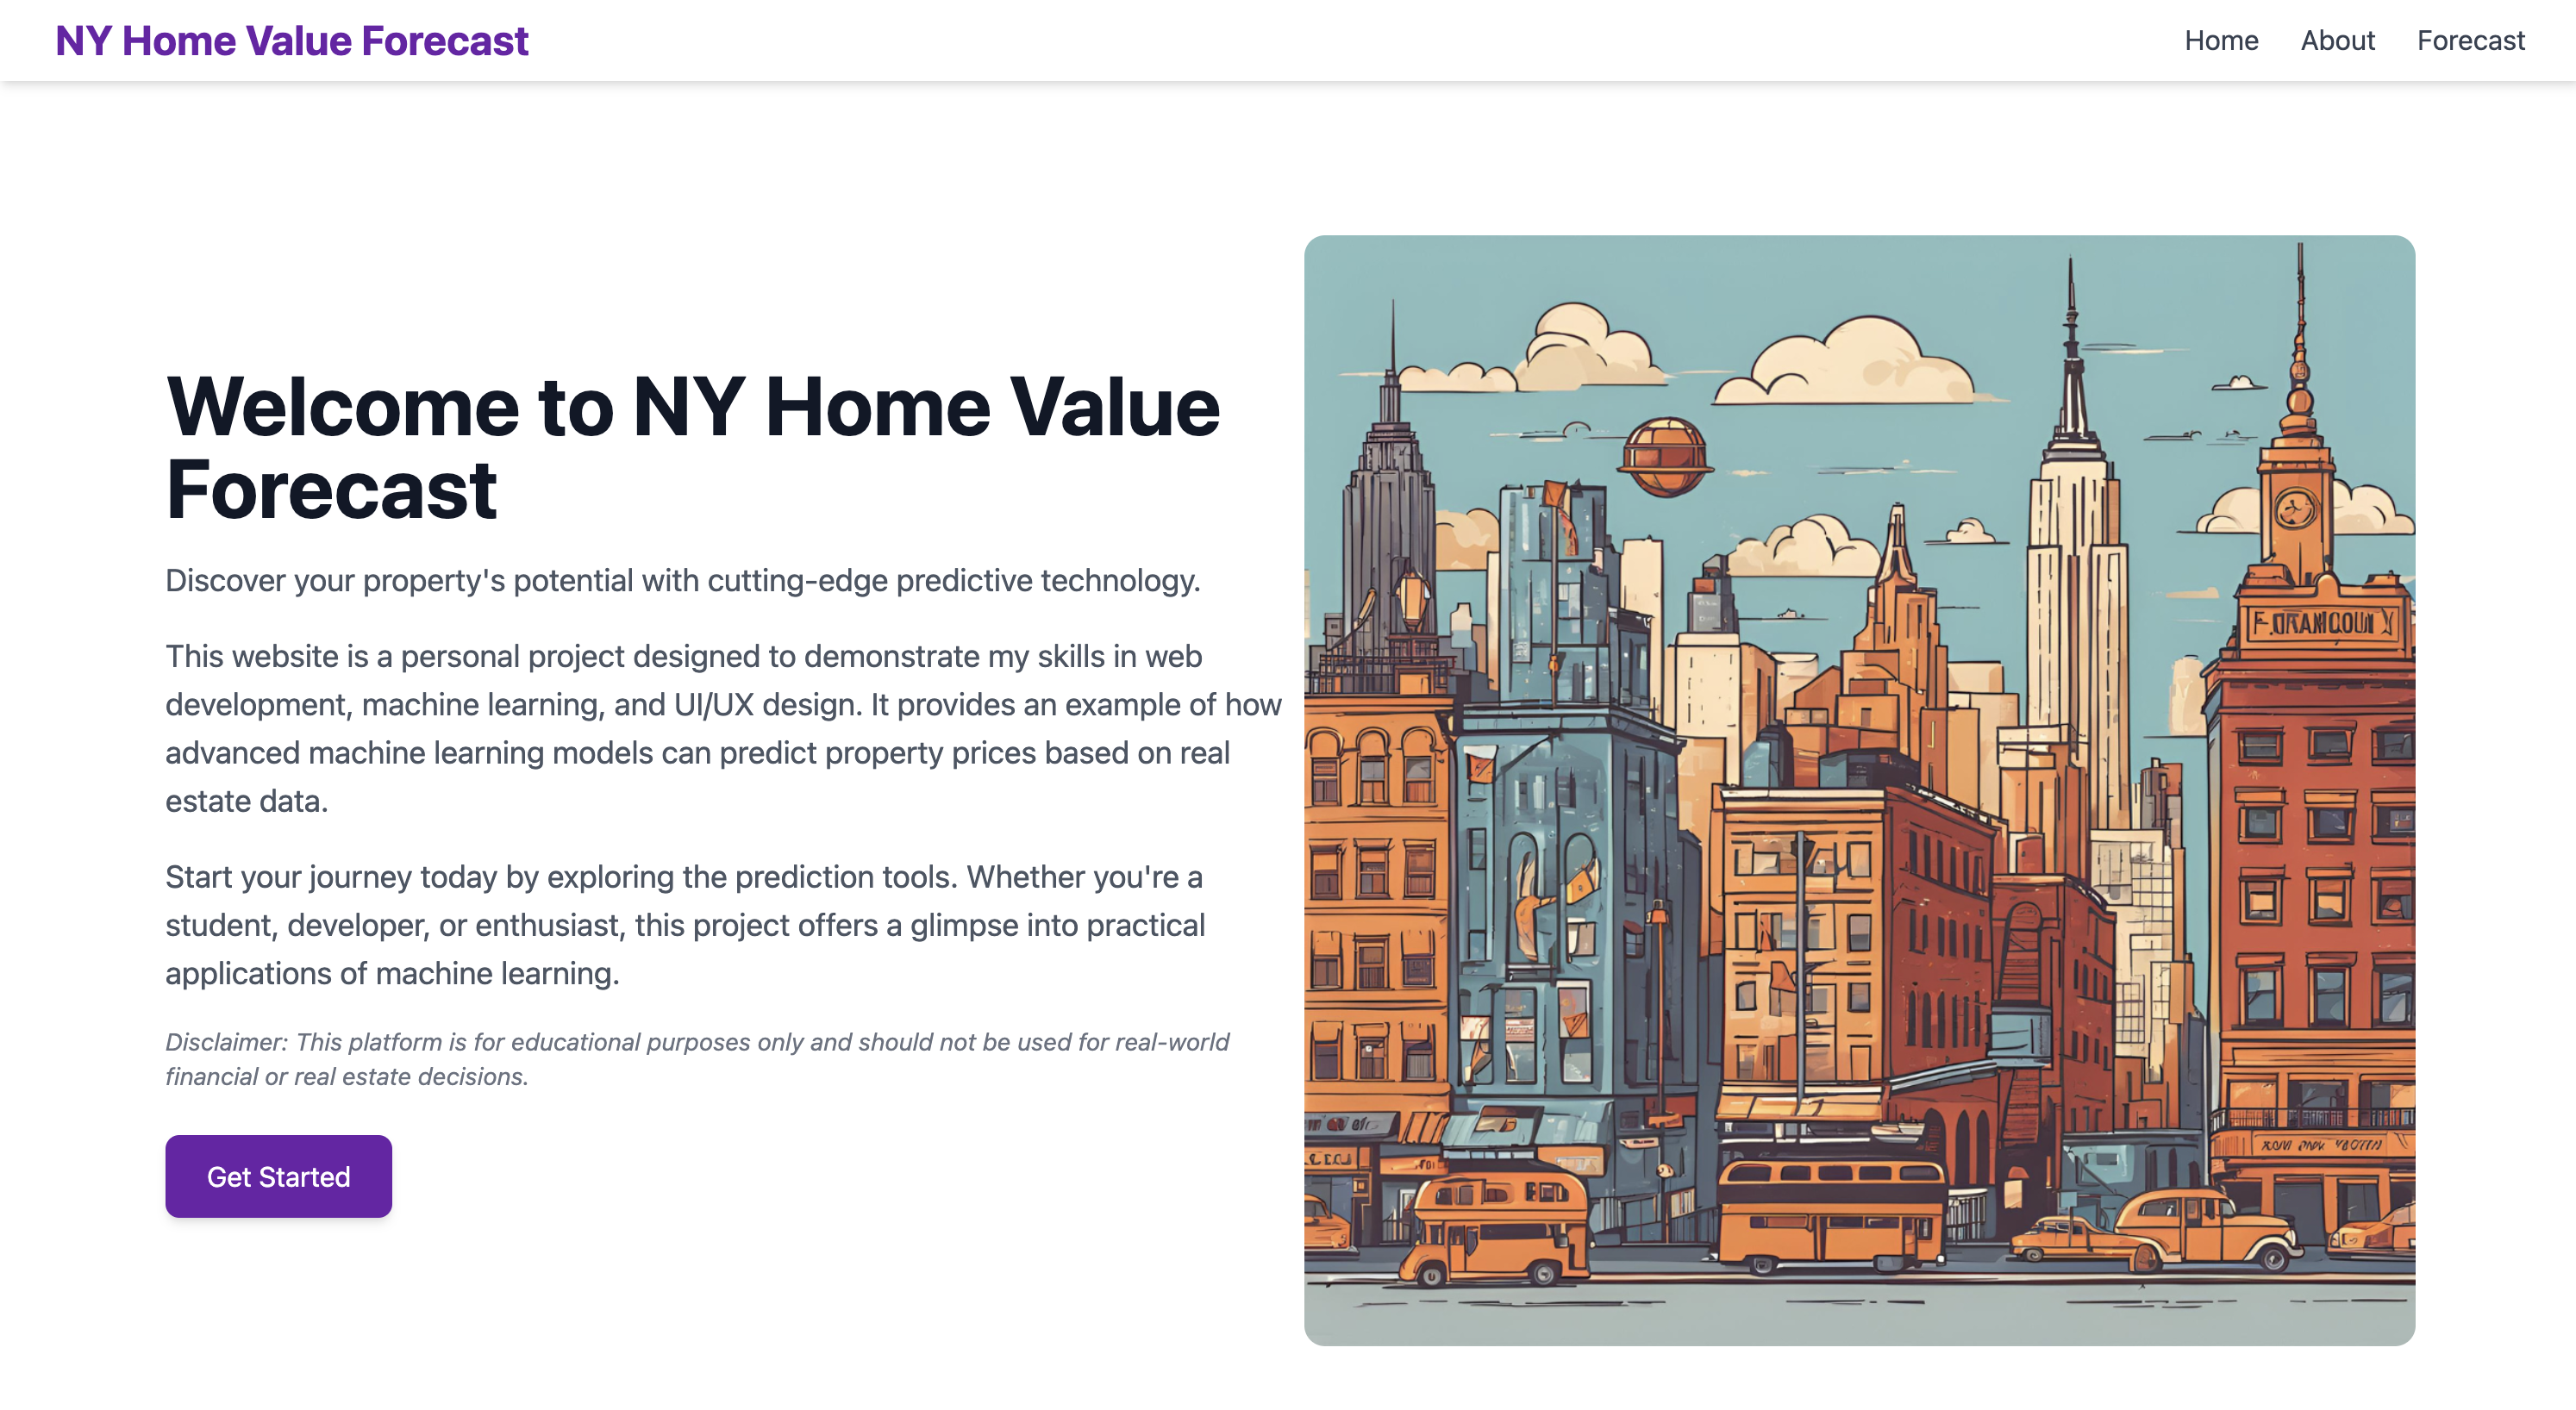 NY Home Value Forecast
Home About Forecast
Welcome to NY Home Value
Forecast
Discover your property's potential with cutting-edge predictive technology.
This website is a personal project designed to demonstrate my skills in web
development, machine learning, and UI/UX design. It provides an example of how
advanced machine learning models can predict property prices based on real
estate data.
Start your journey today by exploring the prediction tools. Whether you're a
student, developer, or enthusiast, this project offers a glimpse into practical
applications of machine learning.
Disclaimer: This platform is for educational purposes only and should not be used for real-world
financial or real estate decisions.
Get Started